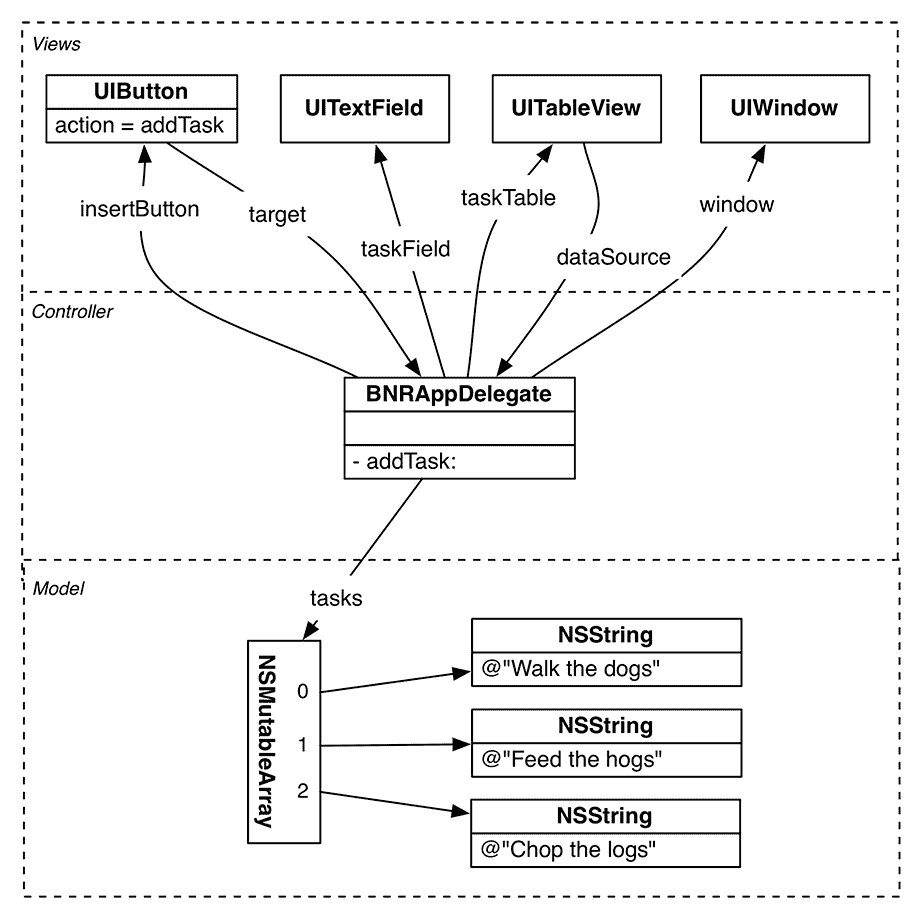 Views
UIButton
action = addTask
UITextField
UITableView
UIWindow
insertButton
target
taskField
taskTable
dataSource
window
Controller
BNRAppDelegate
- addTask:
Model
tasks
NSMutableArray
0
1
2
NSString
@"Walk the dogs"
NSString
@"Feed the hogs"
NSString
@"Chop the logs"